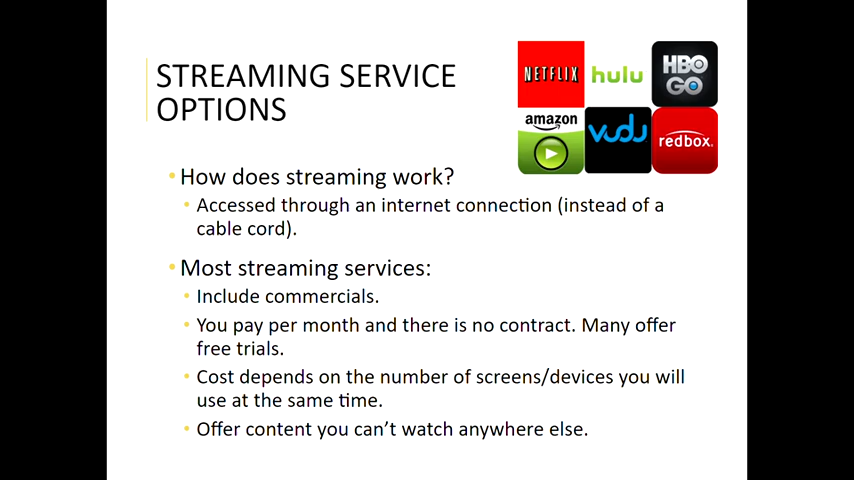 STREAMING SERVICE
OPTIONS
NETFLIX
hulu
HBO
GO
amazon
vudu
redbox.
• How does streaming work?
• Accessed through an internet connection (instead of a
cable cord).
• Most streaming services:
• Include commercials.
• You pay per month and there is no contract. Many offer
free trials.
• Cost depends on the number of screens/devices you will
use at the same time.
• Offer content you can’t watch anywhere else.